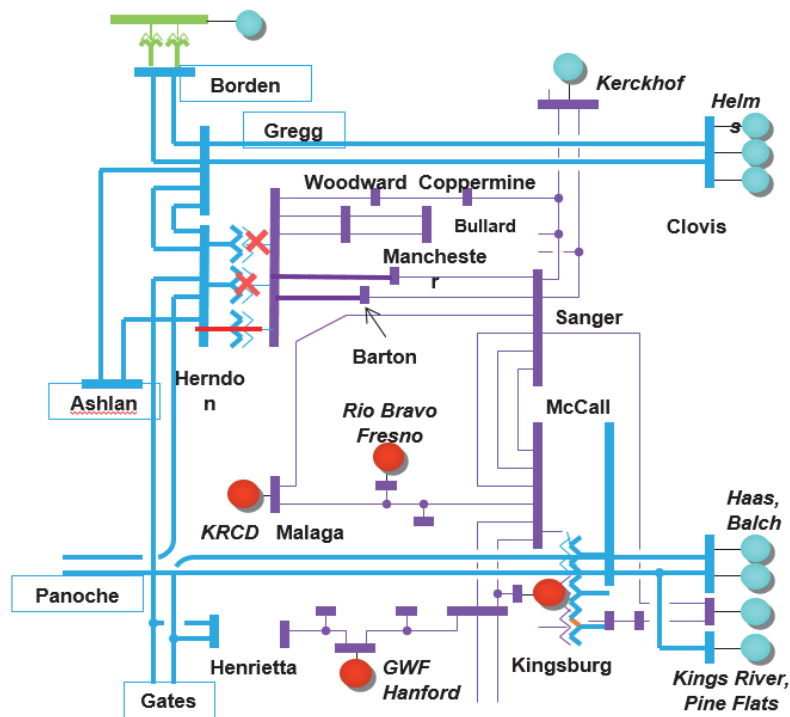 Borden
Kerckhof
Helm
s
Gregg
Woodward
Coppermine
Bullard
Clovis
Mancheste
r
Sanger
Barton
Herndo
n
Ashlan
McCall
Rio Bravo
Fresno
KRCD
Malaga
Haas,
Balch
Panoche
Henrietta
GWF
Hanford
Kingsburg
Kings River,
Pine Flats
Gates